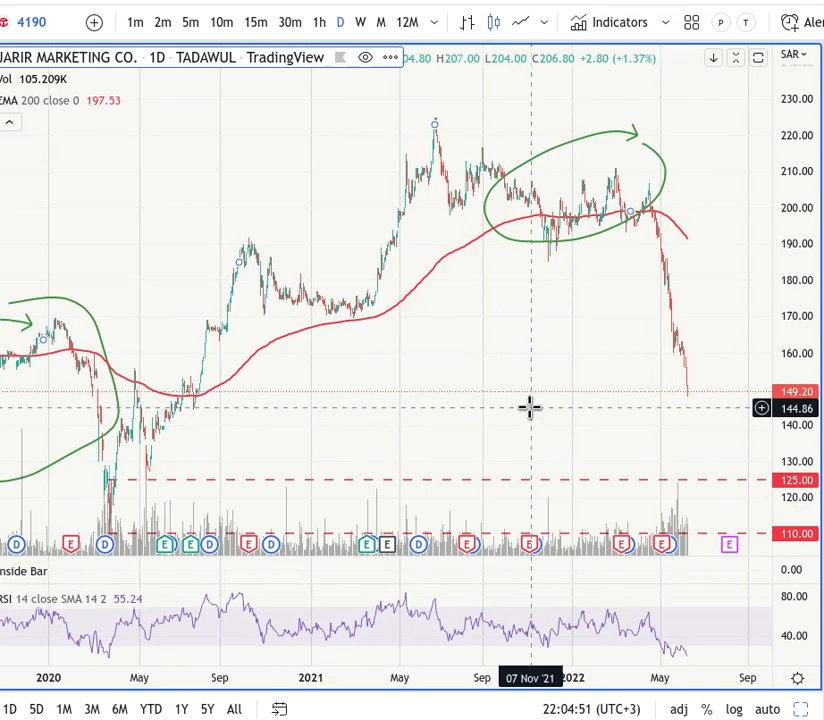 4190 1m 2m 5m 10m 15m 30m 1h D W M 12M Indicators P T
JARIR MARKETING CO. · 1D · TADAWUL · TradingView 04.80 H207.00 L204.00 C206.80 +2.80 (+1.37%) SAR
Vol 105.209K
EMA 200 close 0 197.53
230.00
220.00
210.00
200.00
190.00
180.00
170.00
160.00
149.20
144.86
140.00
130.00
125.00
120.00
110.00
D E D E E D E D E E D E E E E E
nside Bar 0.00
RSI 14 close SMA 14 2 55.24 80.00
40.00
2020 May Sep 2021 May Sep 07 Nov '21 2022 May Sep
1D 5D 1M 3M 6M YTD 1Y 5Y All 22:04:51 (UTC+3) adj % log auto